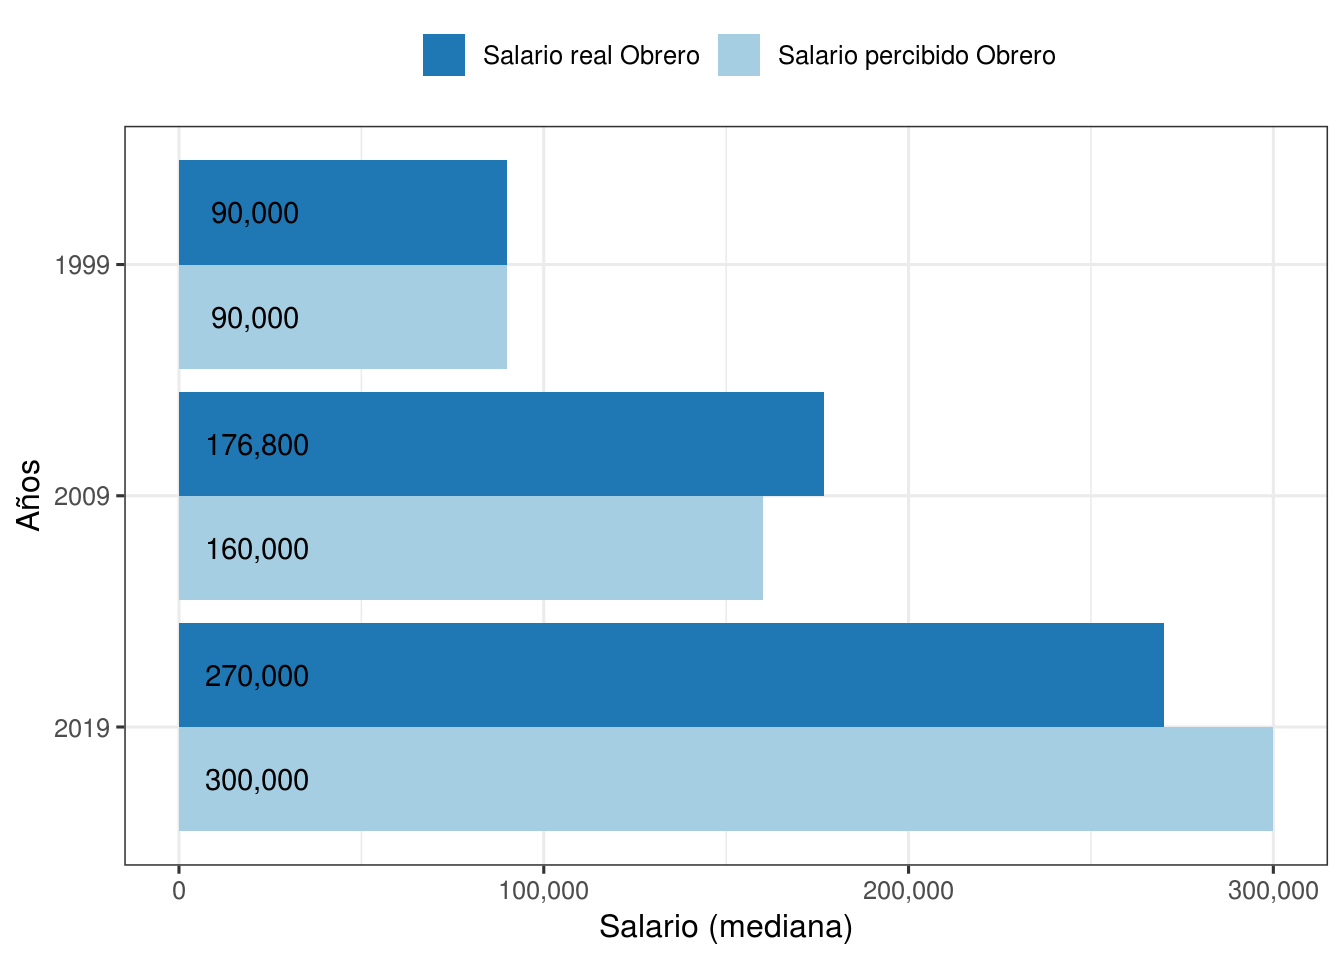 Salario real Obrero Salario percibido Obrero
90,000
1999
90,000
176,800
Años
2009
160,000
270,000
2019
300,000
0 100,000 200,000 300,000
Salario (mediana)